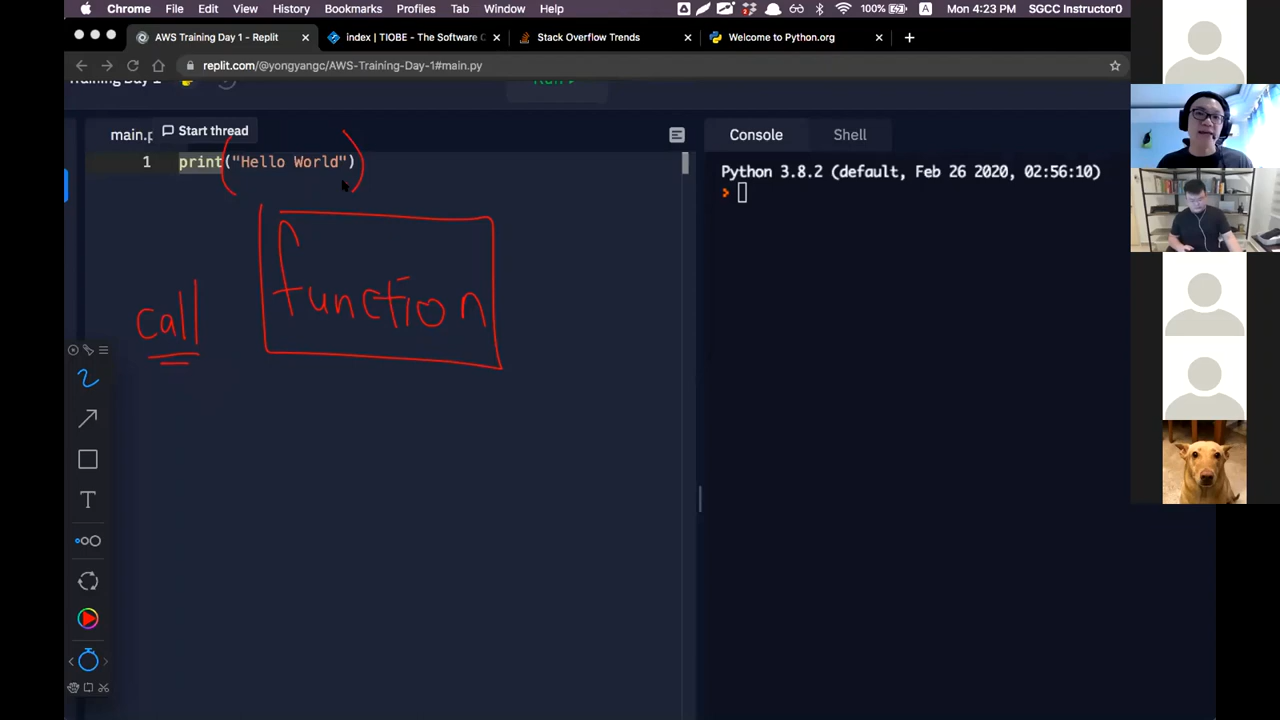 Chrome File Edit View History Bookmarks Profiles Tab Window Help 100% A Mon 4:23 PM SGCC Instructor0
AWS Training Day 1 - Replit index | TIOBE - The Software C Stack Overflow Trends Welcome to Python.org
replit.com/@yongyangc/AWS-Training-Day-1#main.py
Training Day 1
main.p Start thread Console Shell
1 print("Hello World")
Python 3.8.2 (default, Feb 26 2020, 02:56:10)
function
call
T